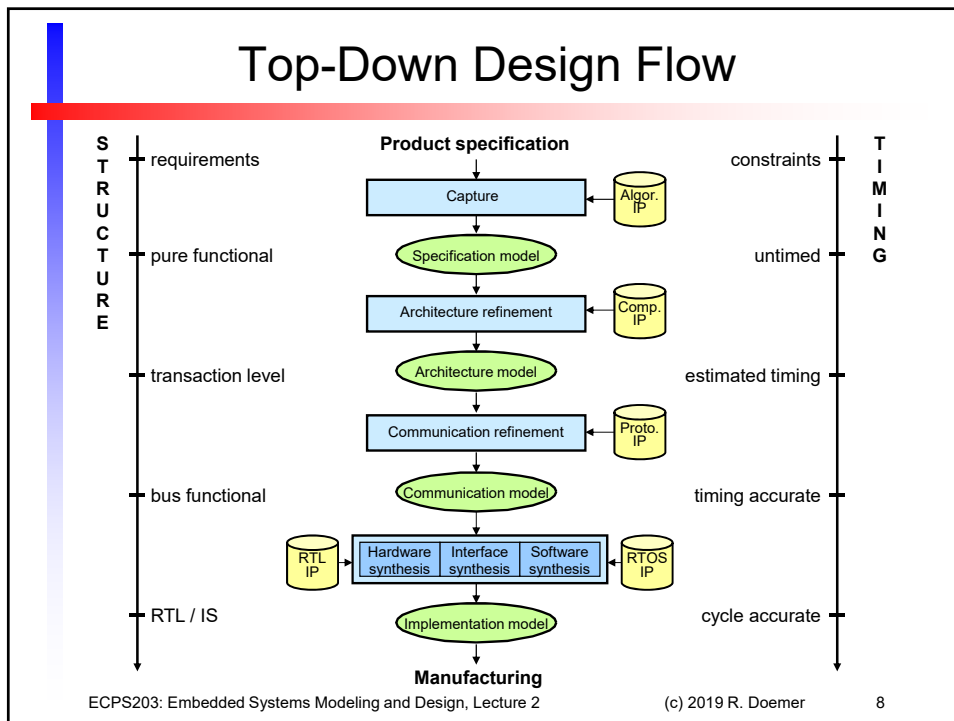 Top-Down Design Flow
STRUCTURE
requirements
pure functional
transaction level
bus functional
RTL / IS
Product specification
Capture
Algor.
IP
Specification model
Architecture refinement
Comp.
IP
Architecture model
Communication refinement
Proto.
IP
Communication model
RTL
IP
Hardware
synthesis
Interface
synthesis
Software
synthesis
RTOS
IP
Implementation model
Manufacturing
constraints
untimed
estimated timing
timing accurate
cycle accurate
TIMING
ECPS203: Embedded Systems Modeling and Design, Lecture 2
(c) 2019 R. Doemer
8